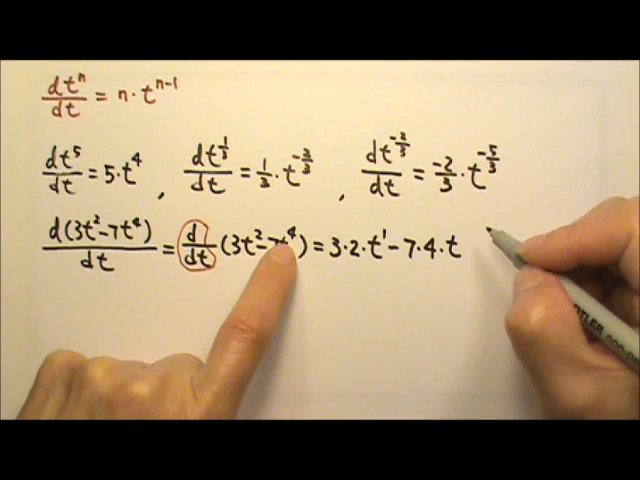 dtⁿ/dt = n · tⁿ⁻¹
dt⁵/dt = 5 · t⁴ , dt^(1/3)/dt = 1/3 · t^(-2/3) , dt^(-2/3)/dt = -2/3 · t^(-5/3)
d(3t²-7t⁴)/dt = d/dt (3t²-7t⁴) = 3·2·t¹ - 7·4·t